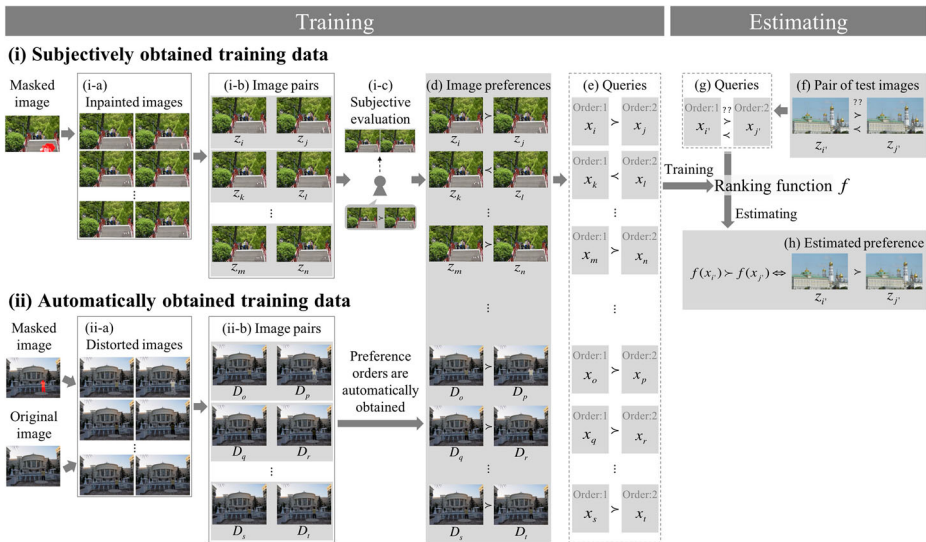 Training
Estimating
(i) Subjectively obtained training data
Masked
image
(i-a)
Inpainted images
⋮
(i-b) Image pairs
z_i z_j
z_k z_l
⋮
z_m z_n
(i-c)
Subjective
evaluation
≻
(d) Image preferences
≻
z_i z_j
≺
z_k z_l
⋮
≻
z_m z_n
⋮
(e) Queries
Order:1 Order:2
x_i ≻ x_j
Order:1 Order:2
x_k ≺ x_l
⋮
Order:1 Order:2
x_m ≻ x_n
⋮
(g) Queries
Order:1 ?? Order:2
x_i' ≻ x_j'
≺
(f) Pair of test images
??
≻
≺
z_i' z_j'
Training
Ranking function f
Estimating
(h) Estimated preference
f(x_i')≻f(x_j')⇔ ≻
z_i' z_j'
(ii) Automatically obtained training data
Masked
image
Original
image
(ii-a)
Distorted images
⋮
(ii-b) Image pairs
D_o D_p
D_q D_r
⋮
D_s D_t
Preference
orders are
automatically
obtained
≻
D_o D_p
≻
D_q D_r
⋮
≻
D_s D_t
Order:1 Order:2
x_o ≻ x_p
Order:1 Order:2
x_q ≻ x_r
⋮
Order:1 Order:2
x_s ≻ x_t